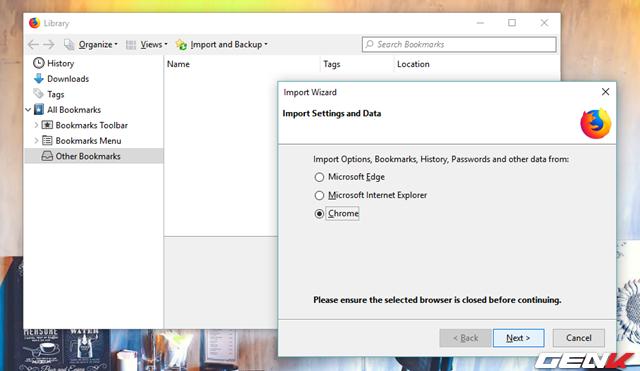 Library
Organize
Views
Import and Backup
Search Bookmarks
History
Downloads
Tags
All Bookmarks
Bookmarks Toolbar
Bookmarks Menu
Other Bookmarks
Name
Tags
Location
Import Wizard
Import Settings and Data
Import Options, Bookmarks, History, Passwords and other data from:
Microsoft Edge
Microsoft Internet Explorer
Chrome
Please ensure the selected browser is closed before continuing.
< Back
Next >
Cancel
MEASURE
WATER
GENK